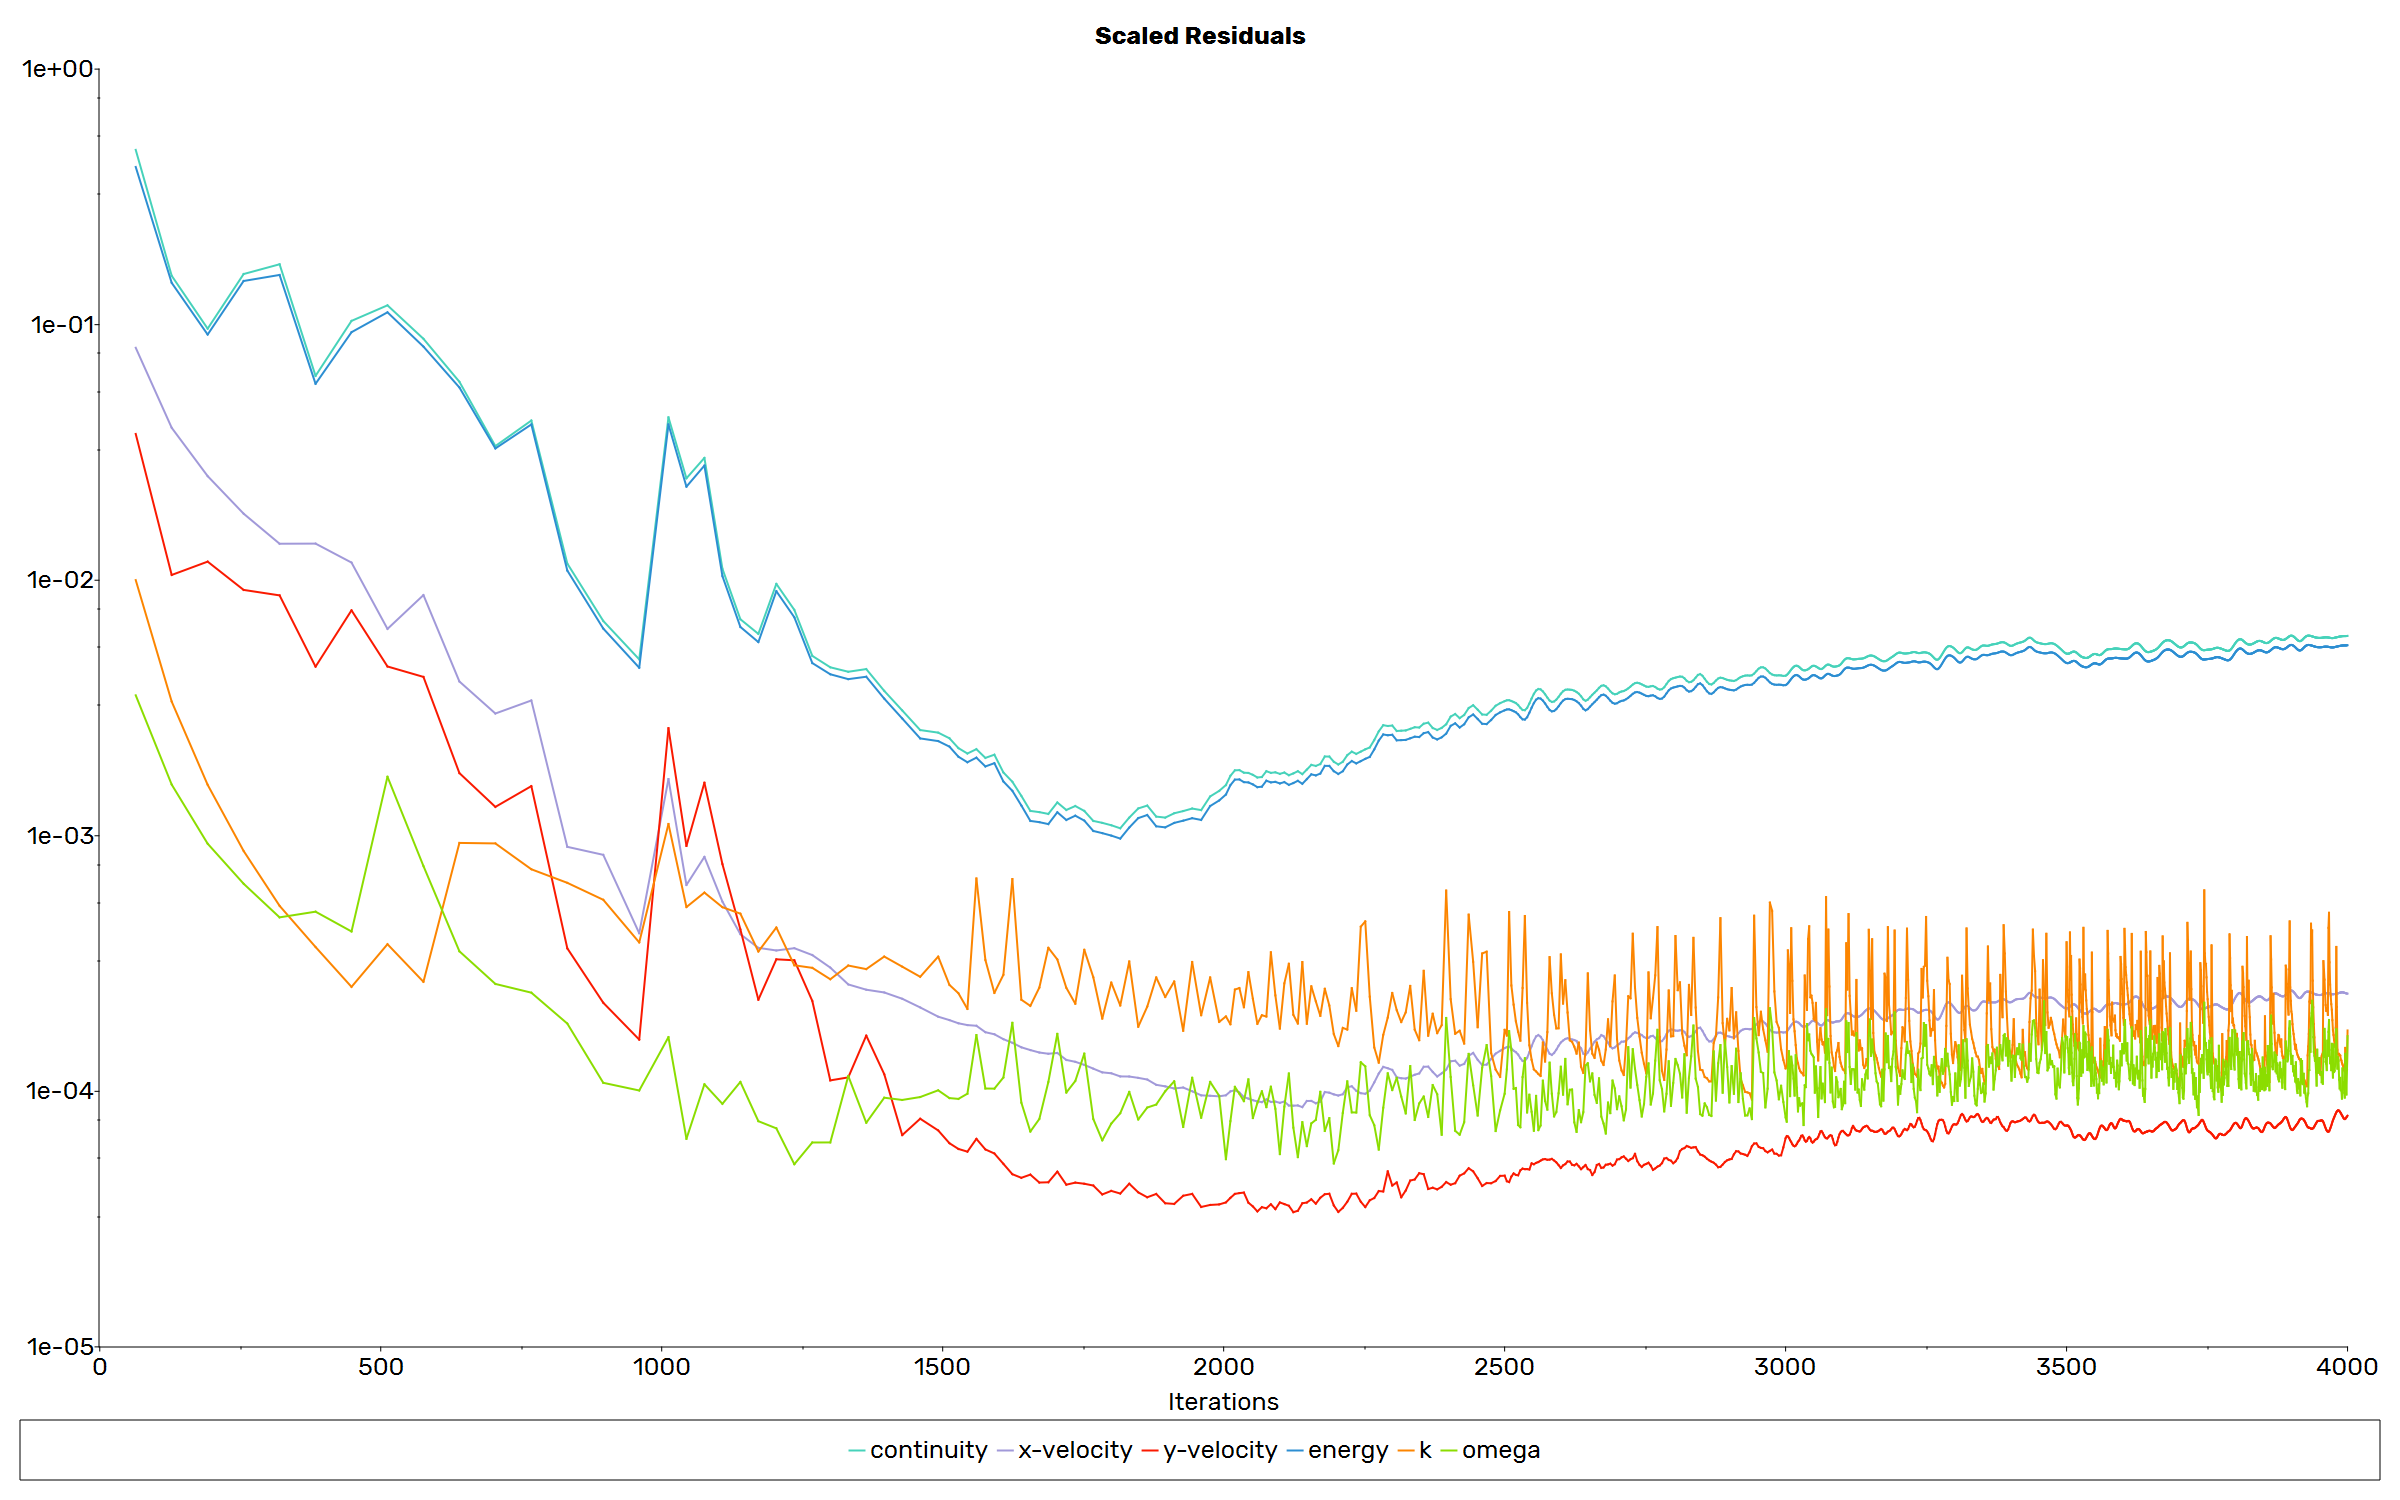 Scaled Residuals
1e+00
1e-01
1e-02
1e-03
1e-04
1e-05
0 500 1000 1500 2000 2500 3000 3500 4000
Iterations
continuity x-velocity y-velocity energy k omega